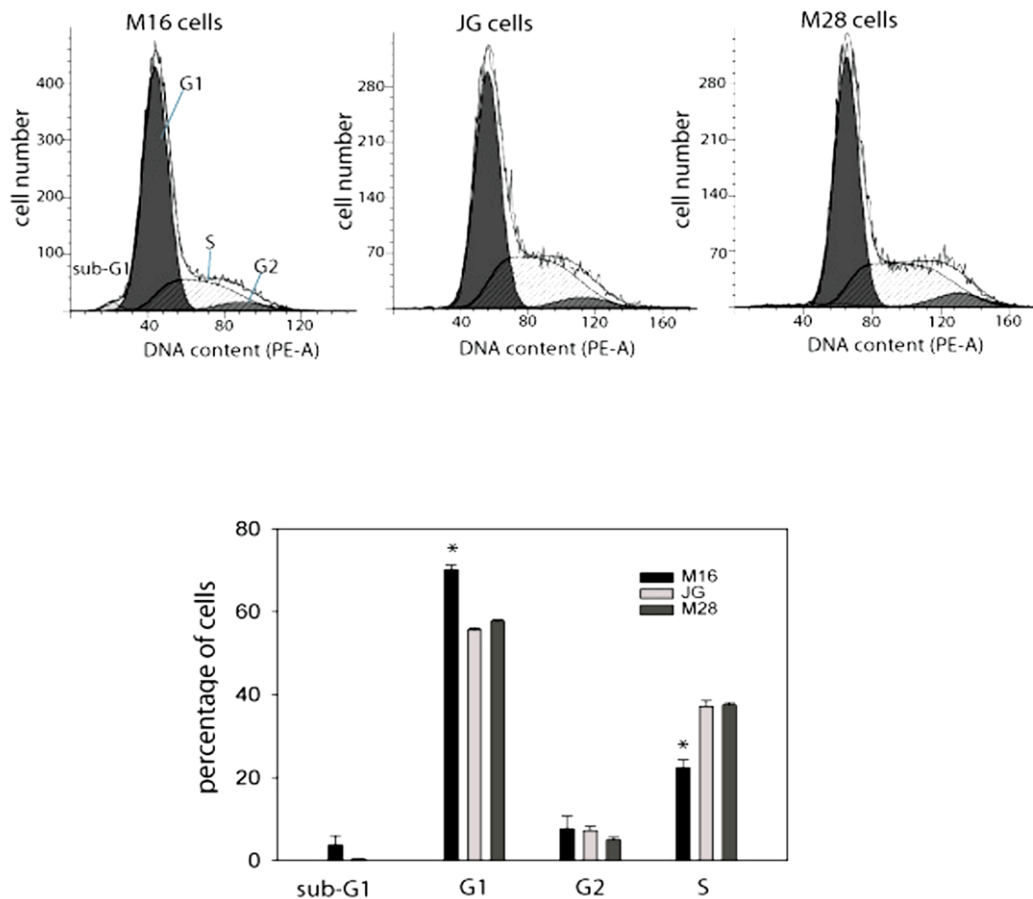 M16 cells
JG cells
M28 cells
cell number
400
300
200
100
sub-G1
G1
S
G2
40 80 120
DNA content (PE-A)
cell number
280
210
140
70
40 80 120 160
DNA content (PE-A)
cell number
280
210
140
70
40 80 120 160
DNA content (PE-A)
percentage of cells
80
60
40
20
0
*
*
M16
JG
M28
sub-G1 G1 G2 S